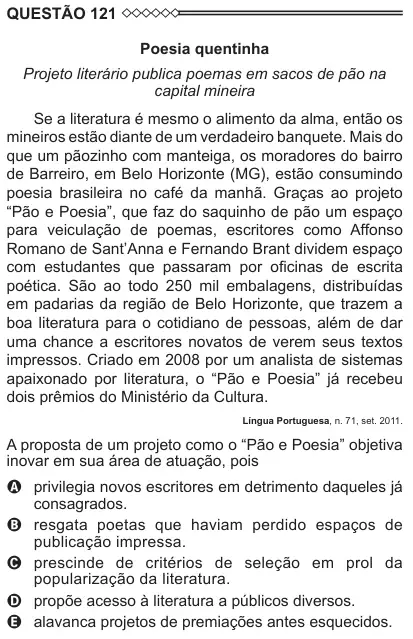 QUESTÃO 121
Poesia quentinha
Projeto literário publica poemas em sacos de pão na
capital mineira
Se a literatura é mesmo o alimento da alma, então os
mineiros estão diante de um verdadeiro banquete. Mais do
que um pãozinho com manteiga, os moradores do bairro
de Barreiro, em Belo Horizonte (MG), estão consumindo
poesia brasileira no café da manhã. Graças ao projeto
“Pão e Poesia”, que faz do saquinho de pão um espaço
para veiculação de poemas, escritores como Affonso
Romano de Sant’Anna e Fernando Brant dividem espaço
com estudantes que passaram por oficinas de escrita
poética. São ao todo 250 mil embalagens, distribuídas
em padarias da região de Belo Horizonte, que trazem a
boa literatura para o cotidiano de pessoas, além de dar
uma chance a escritores novatos de verem seus textos
impressos. Criado em 2008 por um analista de sistemas
apaixonado por literatura, o “Pão e Poesia” já recebeu
dois prêmios do Ministério da Cultura.
Língua Portuguesa, n. 71, set. 2011.
A proposta de um projeto como o “Pão e Poesia” objetiva
inovar em sua área de atuação, pois
A privilegia novos escritores em detrimento daqueles já
consagrados.
B resgata poetas que haviam perdido espaços de
publicação impressa.
C prescinde de critérios de seleção em prol da
popularização da literatura.
D propõe acesso à literatura a públicos diversos.
E alavanca projetos de premiações antes esquecidos.